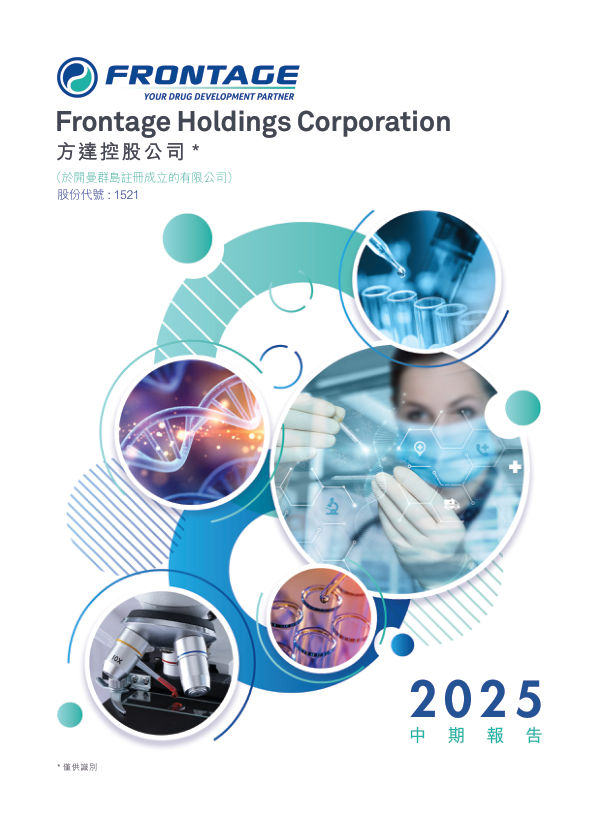 FRONTAGE
YOUR DRUG DEVELOPMENT PARTNER
Frontage Holdings Corporation
方達控股公司 *
（於開曼群島註冊成立的有限公司）
股份代號 : 1521
10X
2025
中期報告
* 僅供識別